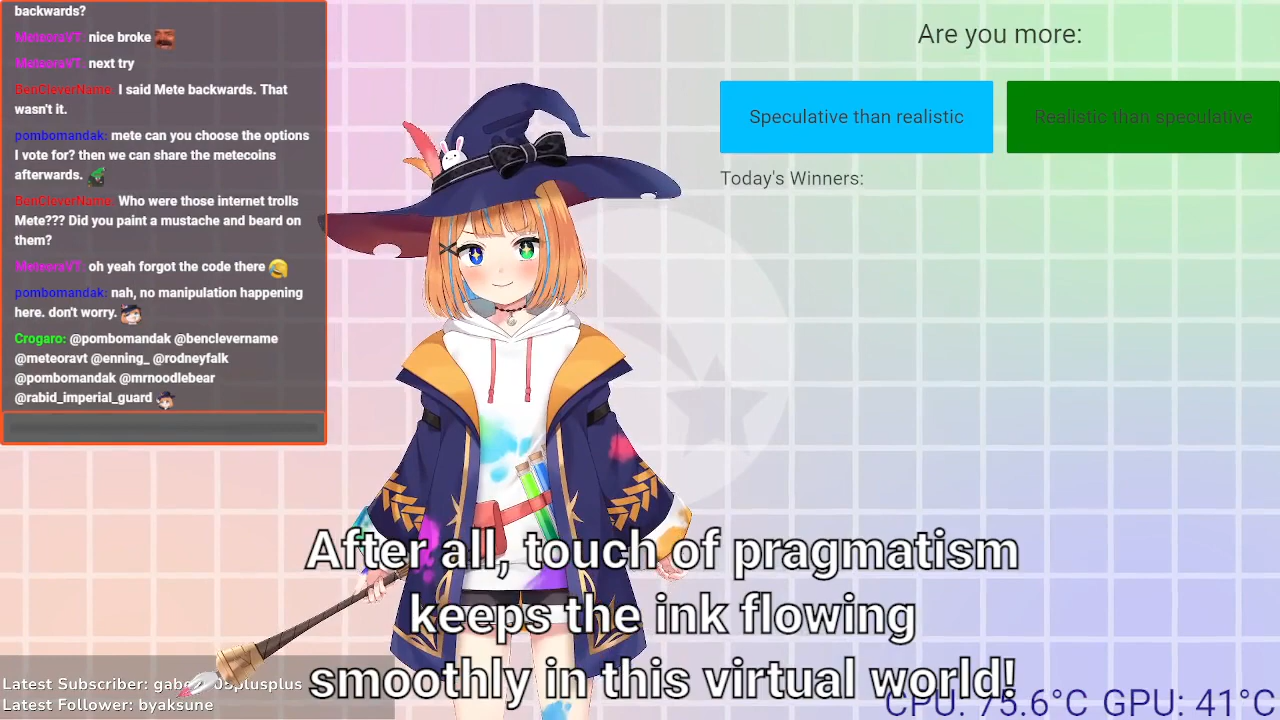 backwards?
MeteoraVT: nice broke
MeteoraVT: next try
BenCleverName: I said Mete backwards. That
wasn't it.
pombomandak: mete can you choose the options
I vote for? then we can share the metecoins
afterwards.
BenCleverName: Who were those internet trolls
Mete??? Did you paint a mustache and beard on
them?
MeteoraVT: oh yeah forgot the code there
pombomandak: nah, no manipulation happening
here. don't worry.
Crogaro: @pombomandak @benclevername
@meteoravt @enning_ @rodneyfalk
@pombomandak @mrnoodlebear
@rabid_imperial_guard
Are you more:
Speculative than realistic
Realistic than speculative
Today's Winners:
After all, touch of pragmatism
keeps the ink flowing
smoothly in this virtual world!
Latest Subscriber:
Latest Follower: byaksune
CPU: 75.6°C GPU: 41°C